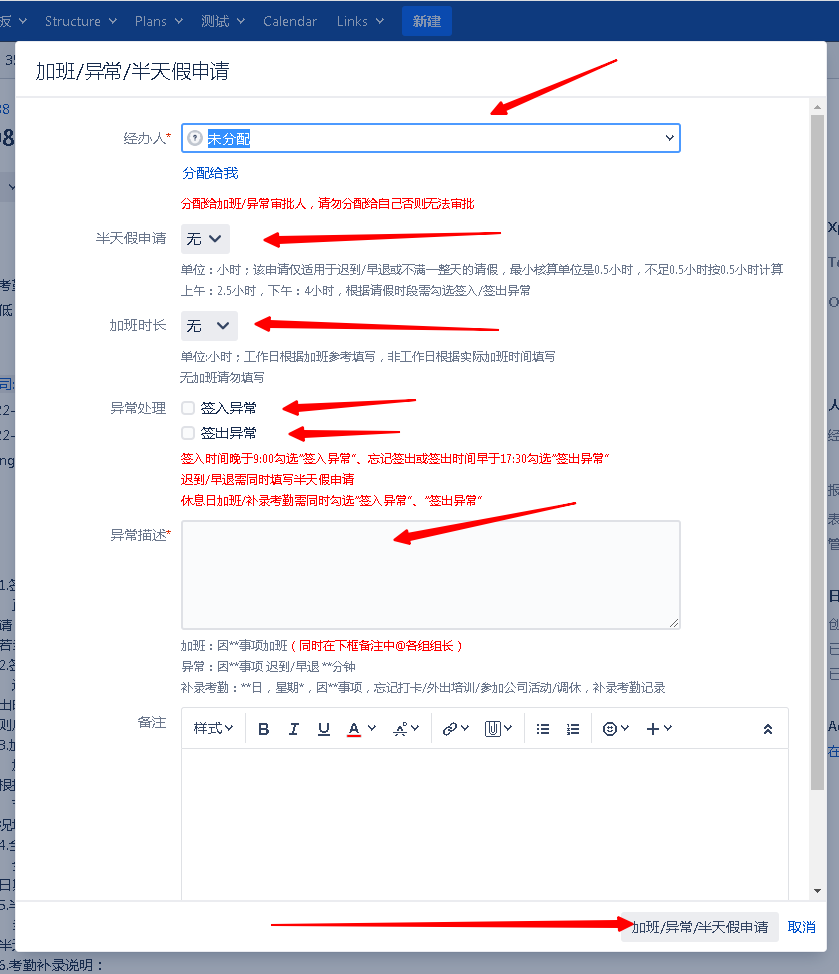 Structure Plans 测试 Calendar Links 新建
加班/异常/半天假申请
经办人*
未分配
分配给我
分配给加班/异常审批人，请勿分配给自己否则无法审批
半天假申请
无
单位：小时；该申请仅适用于迟到/早退或不满一整天的请假，最小核算单位是0.5小时，不足0.5小时按0.5小时计算
上午：2.5小时，下午：4小时，根据请假时段需勾选签入/签出异常
加班时长
无
单位:小时；工作日根据加班参考填写，非工作日根据实际加班时间填写
无加班请勿填写
异常处理
签入异常
签出异常
签入时间晚于9:00勾选"签入异常"、忘记签出或签出时间早于17:30勾选"签出异常"
迟到/早退需同时填写半天假申请
休息日加班/补录考勤需同时勾选"签入异常"、"签出异常"
异常描述*
加班：因**事项加班（同时在下框备注中@各组组长）
异常：因**事项 迟到/早退 **分钟
补录考勤：**日，星期*，因**事项，忘记打卡/外出培训/参加公司活动/调休，补录考勤记录
备注
样式 B I U A
加班/异常/半天假申请 取消
6.考勤补录说明：